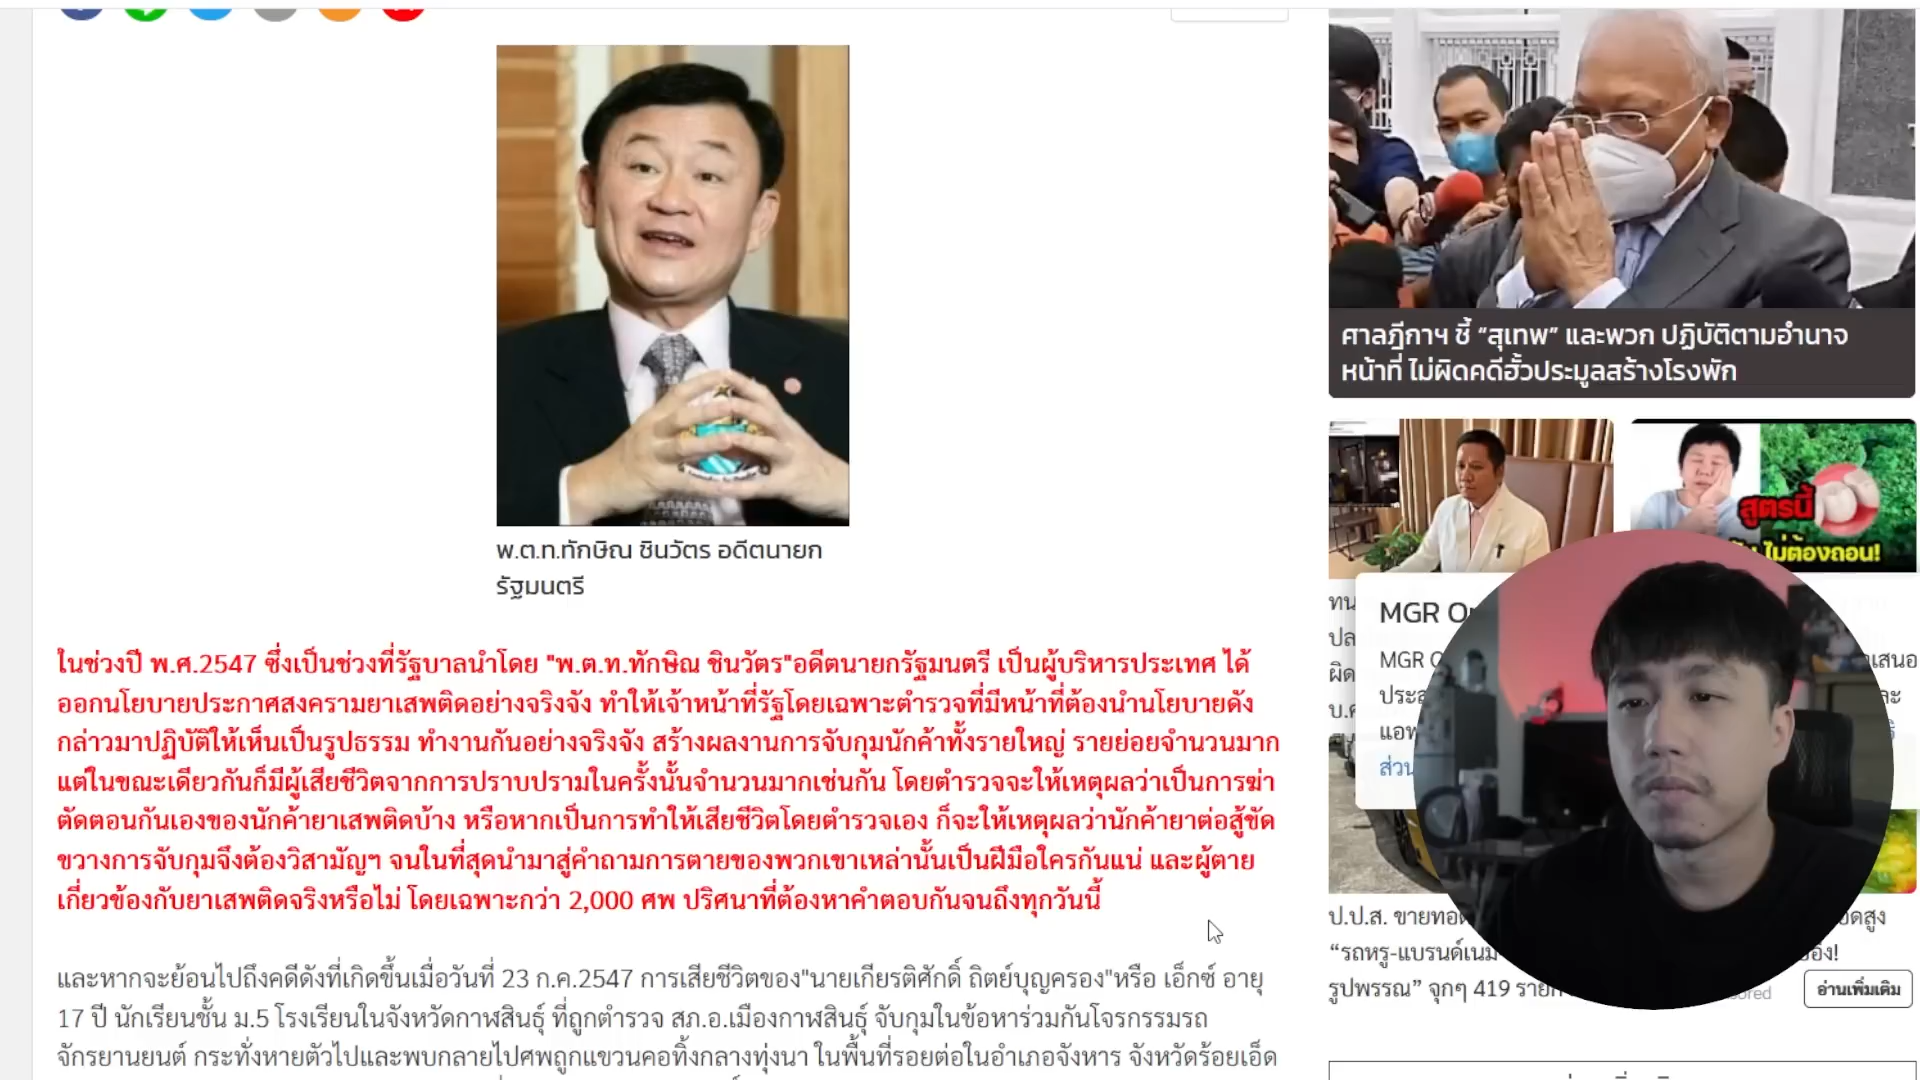 พ.ต.ท.ทักษิณ ชินวัตร อดีตนายก
รัฐมนตรี
ในช่วงปี พ.ศ.2547 ซึ่งเป็นช่วงที่รัฐบาลนำโดย "พ.ต.ท.ทักษิณ ชินวัตร"อดีตนายกรัฐมนตรี เป็นผู้บริหารประเทศ ได้
ออกนโยบายประกาศสงครามยาเสพติดอย่างจริงจัง ทำให้เจ้าหน้าที่รัฐโดยเฉพาะตำรวจที่มีหน้าที่ต้องนำนโยบายดัง
กล่าวมาปฏิบัติให้เห็นเป็นรูปธรรม ทำงานกันอย่างจริงจัง สร้างผลงานการจับกุมนักค้าทั้งรายใหญ่ รายย่อยจำนวนมาก
แต่ในขณะเดียวกันก็มีผู้เสียชีวิตจากการปราบปรามในครั้งนั้นจำนวนมากเช่นกัน โดยตำรวจจะให้เหตุผลว่าเป็นการฆ่า
ตัดตอนกันเองของนักค้ายาเสพติดบ้าง หรือหากเป็นการทำให้เสียชีวิตโดยตำรวจเอง ก็จะให้เหตุผลว่านักค้ายาต่อสู้ขัด
ขวางการจับกุมจึงต้องวิสามัญฯ จนในที่สุดนำมาสู่คำถามการตายของพวกเขาเหล่านั้นเป็นฝีมือใครกันแน่ และผู้ตาย
เกี่ยวข้องกับยาเสพติดจริงหรือไม่ โดยเฉพาะกว่า 2,000 ศพ ปริศนาที่ต้องหาคำตอบกันจนถึงทุกวันนี้
และหากจะย้อนไปถึงคดีดังที่เกิดขึ้นเมื่อวันที่ 23 ก.ค.2547 การเสียชีวิตของ"นายเกียรติศักดิ์ ถิตย์บุญครอง"หรือ เอ็กซ์ อายุ
17 ปี นักเรียนชั้น ม.5 โรงเรียนในจังหวัดกาฬสินธุ์ ที่ถูกตำรวจ สภ.อ.เมืองกาฬสินธุ์ จับกุมในข้อหาร่วมกันโจรกรรมรถ
จักรยานยนต์ กระทั่งหายตัวไปและพบกลายไปศพถูกแขวนคอทิ้งกลางทุ่งนา ในพื้นที่รอยต่อในอำเภอจังหาร จังหวัดร้อยเอ็ด
ศาลฎีกาฯ ชี้ “สุเทพ” และพวก ปฏิบัติตามอำนาจ
หน้าที่ ไม่ผิดคดีฮั้วประมูลสร้างโรงพัก
สูตรนี้
ไม่ต้องถอน!
MGR
MGR
ส่วน
ป.ป.ส. ขายทอด
“รถหรู-แบรนด์เนม
รูปพรรณ” จุกๆ 419
อ่านเพิ่มเติม